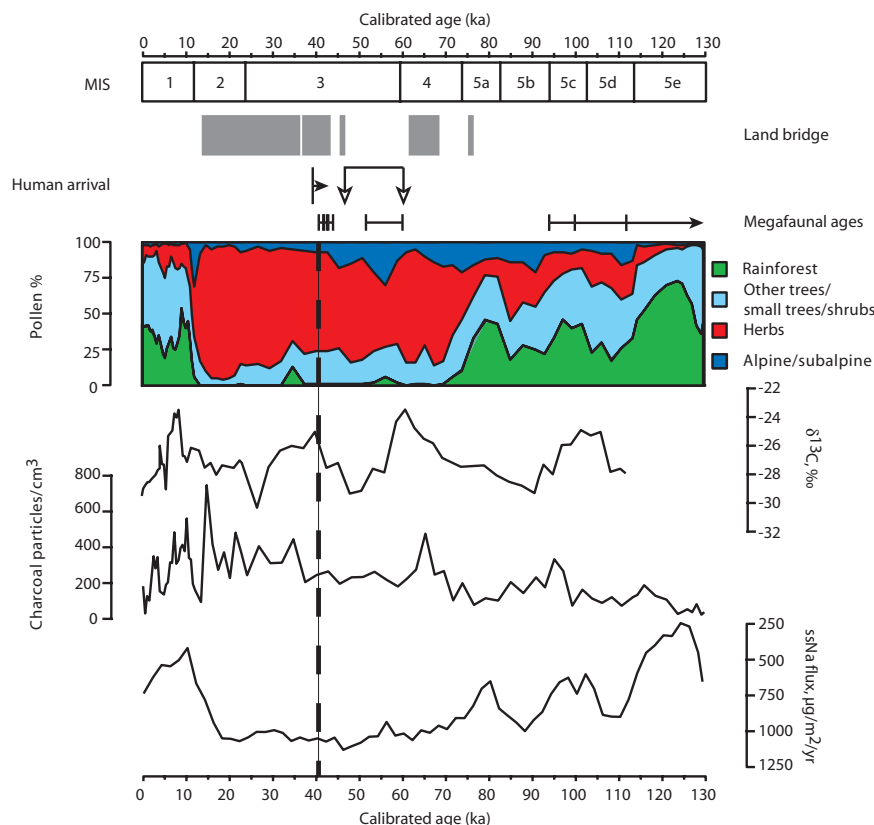 Calibrated age (ka)
0 10 20 30 40 50 60 70 80 90 100 110 120 130
MIS 1 2 3 4 5a 5b 5c 5d 5e
Land bridge
Human arrival
Megafaunal ages
100
75
50
25
0
Pollen %
Rainforest
Other trees/
small trees/shrubs
Herbs
Alpine/subalpine
-22
-24
-26
-28
-30
-32
δ13C, ‰
800
600
400
200
0
Charcoal particles/cm3
250
500
750
1000
1250
ssNa flux, µg/m2/yr
0 10 20 30 40 50 60 70 80 90 100 110 120 130
Calibrated age (ka)